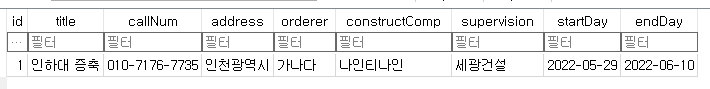 id title callNum address orderer constructComp supervision startDay endDay
... 필터 필터 필터 필터 필터 필터 필터 필터
1 인하대 증축 010-7176-7735 인천광역시 가나다 나인티나인 세광건설 2022-05-29 2022-06-10